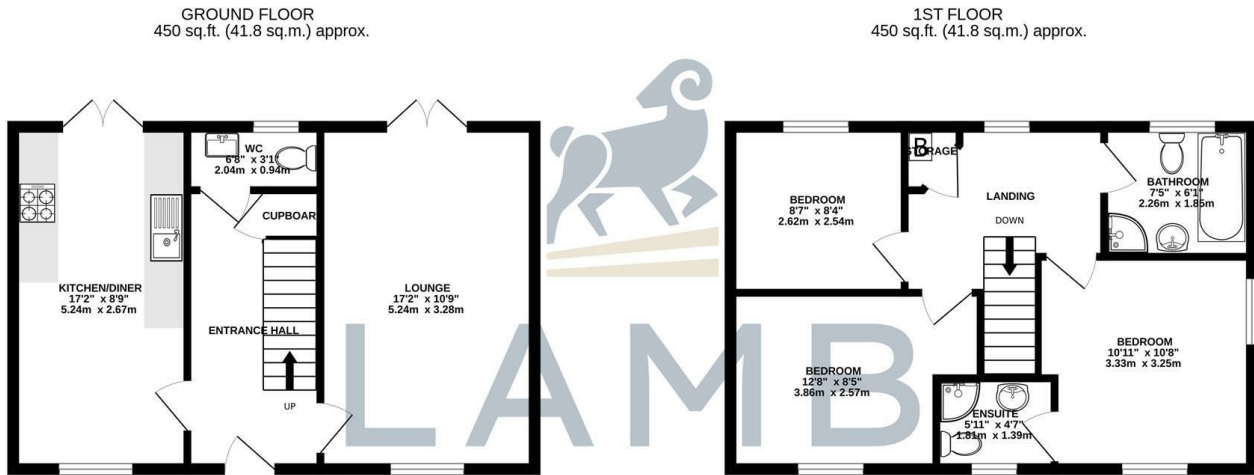 GROUND FLOOR
450 sq.ft. (41.8 sq.m.) approx.
WC
6'8" x 3'1"
2.04m x 0.94m
CUPBOAR
KITCHEN/DINER
17'2" x 8'9"
5.24m x 2.67m
ENTRANCE HALL
UP
LOUNGE
17'2" x 10'9"
5.24m x 3.28m
1ST FLOOR
450 sq.ft. (41.8 sq.m.) approx.
B
STORAGE
BEDROOM
8'7" x 8'4"
2.62m x 2.54m
LANDING
DOWN
BATHROOM
7'5" x 6'1"
2.26m x 1.85m
BEDROOM
12'8" x 8'5"
3.86m x 2.57m
ENSUITE
5'11" x 4'7"
1.81m x 1.39m
BEDROOM
10'11" x 10'8"
3.33m x 3.25m
LAMB